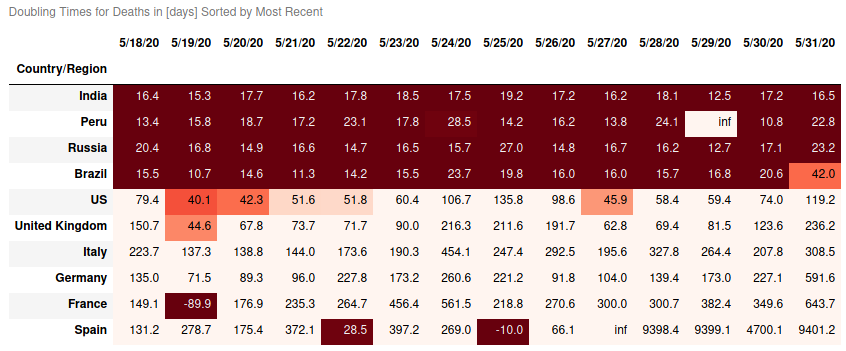 Doubling Times for Deaths in [days] Sorted by Most Recent
5/18/20 5/19/20 5/20/20 5/21/20 5/22/20 5/23/20 5/24/20 5/25/20 5/26/20 5/27/20 5/28/20 5/29/20 5/30/20 5/31/20
Country/Region
India 16.4 15.3 17.7 16.2 17.8 18.5 17.5 19.2 17.2 16.2 18.1 12.5 17.2 16.5
Peru 13.4 15.8 18.7 17.2 23.1 17.8 28.5 14.2 16.2 13.8 24.1 inf 10.8 22.8
Russia 20.4 16.8 14.9 16.6 14.7 16.5 15.7 27.0 14.8 16.7 16.2 12.7 17.1 23.2
Brazil 15.5 10.7 14.6 11.3 14.2 15.5 23.7 19.8 16.0 16.0 15.7 16.8 20.6 42.0
US 79.4 40.1 42.3 51.6 51.8 60.4 106.7 135.8 98.6 45.9 58.4 59.4 74.0 119.2
United Kingdom 150.7 44.6 67.8 73.7 71.7 90.0 216.3 211.6 191.7 62.8 69.4 81.5 123.6 236.2
Italy 223.7 137.3 138.8 144.0 173.6 190.3 454.1 247.4 292.5 195.6 327.8 264.4 207.8 308.5
Germany 135.0 71.5 89.3 96.0 227.8 173.2 260.6 221.2 91.8 104.0 139.4 173.0 227.1 591.6
France 149.1 -89.9 176.9 235.3 264.7 456.4 561.5 218.8 270.6 300.0 300.7 382.4 349.6 643.7
Spain 131.2 278.7 175.4 372.1 28.5 397.2 269.0 -10.0 66.1 inf 9398.4 9399.1 4700.1 9401.2